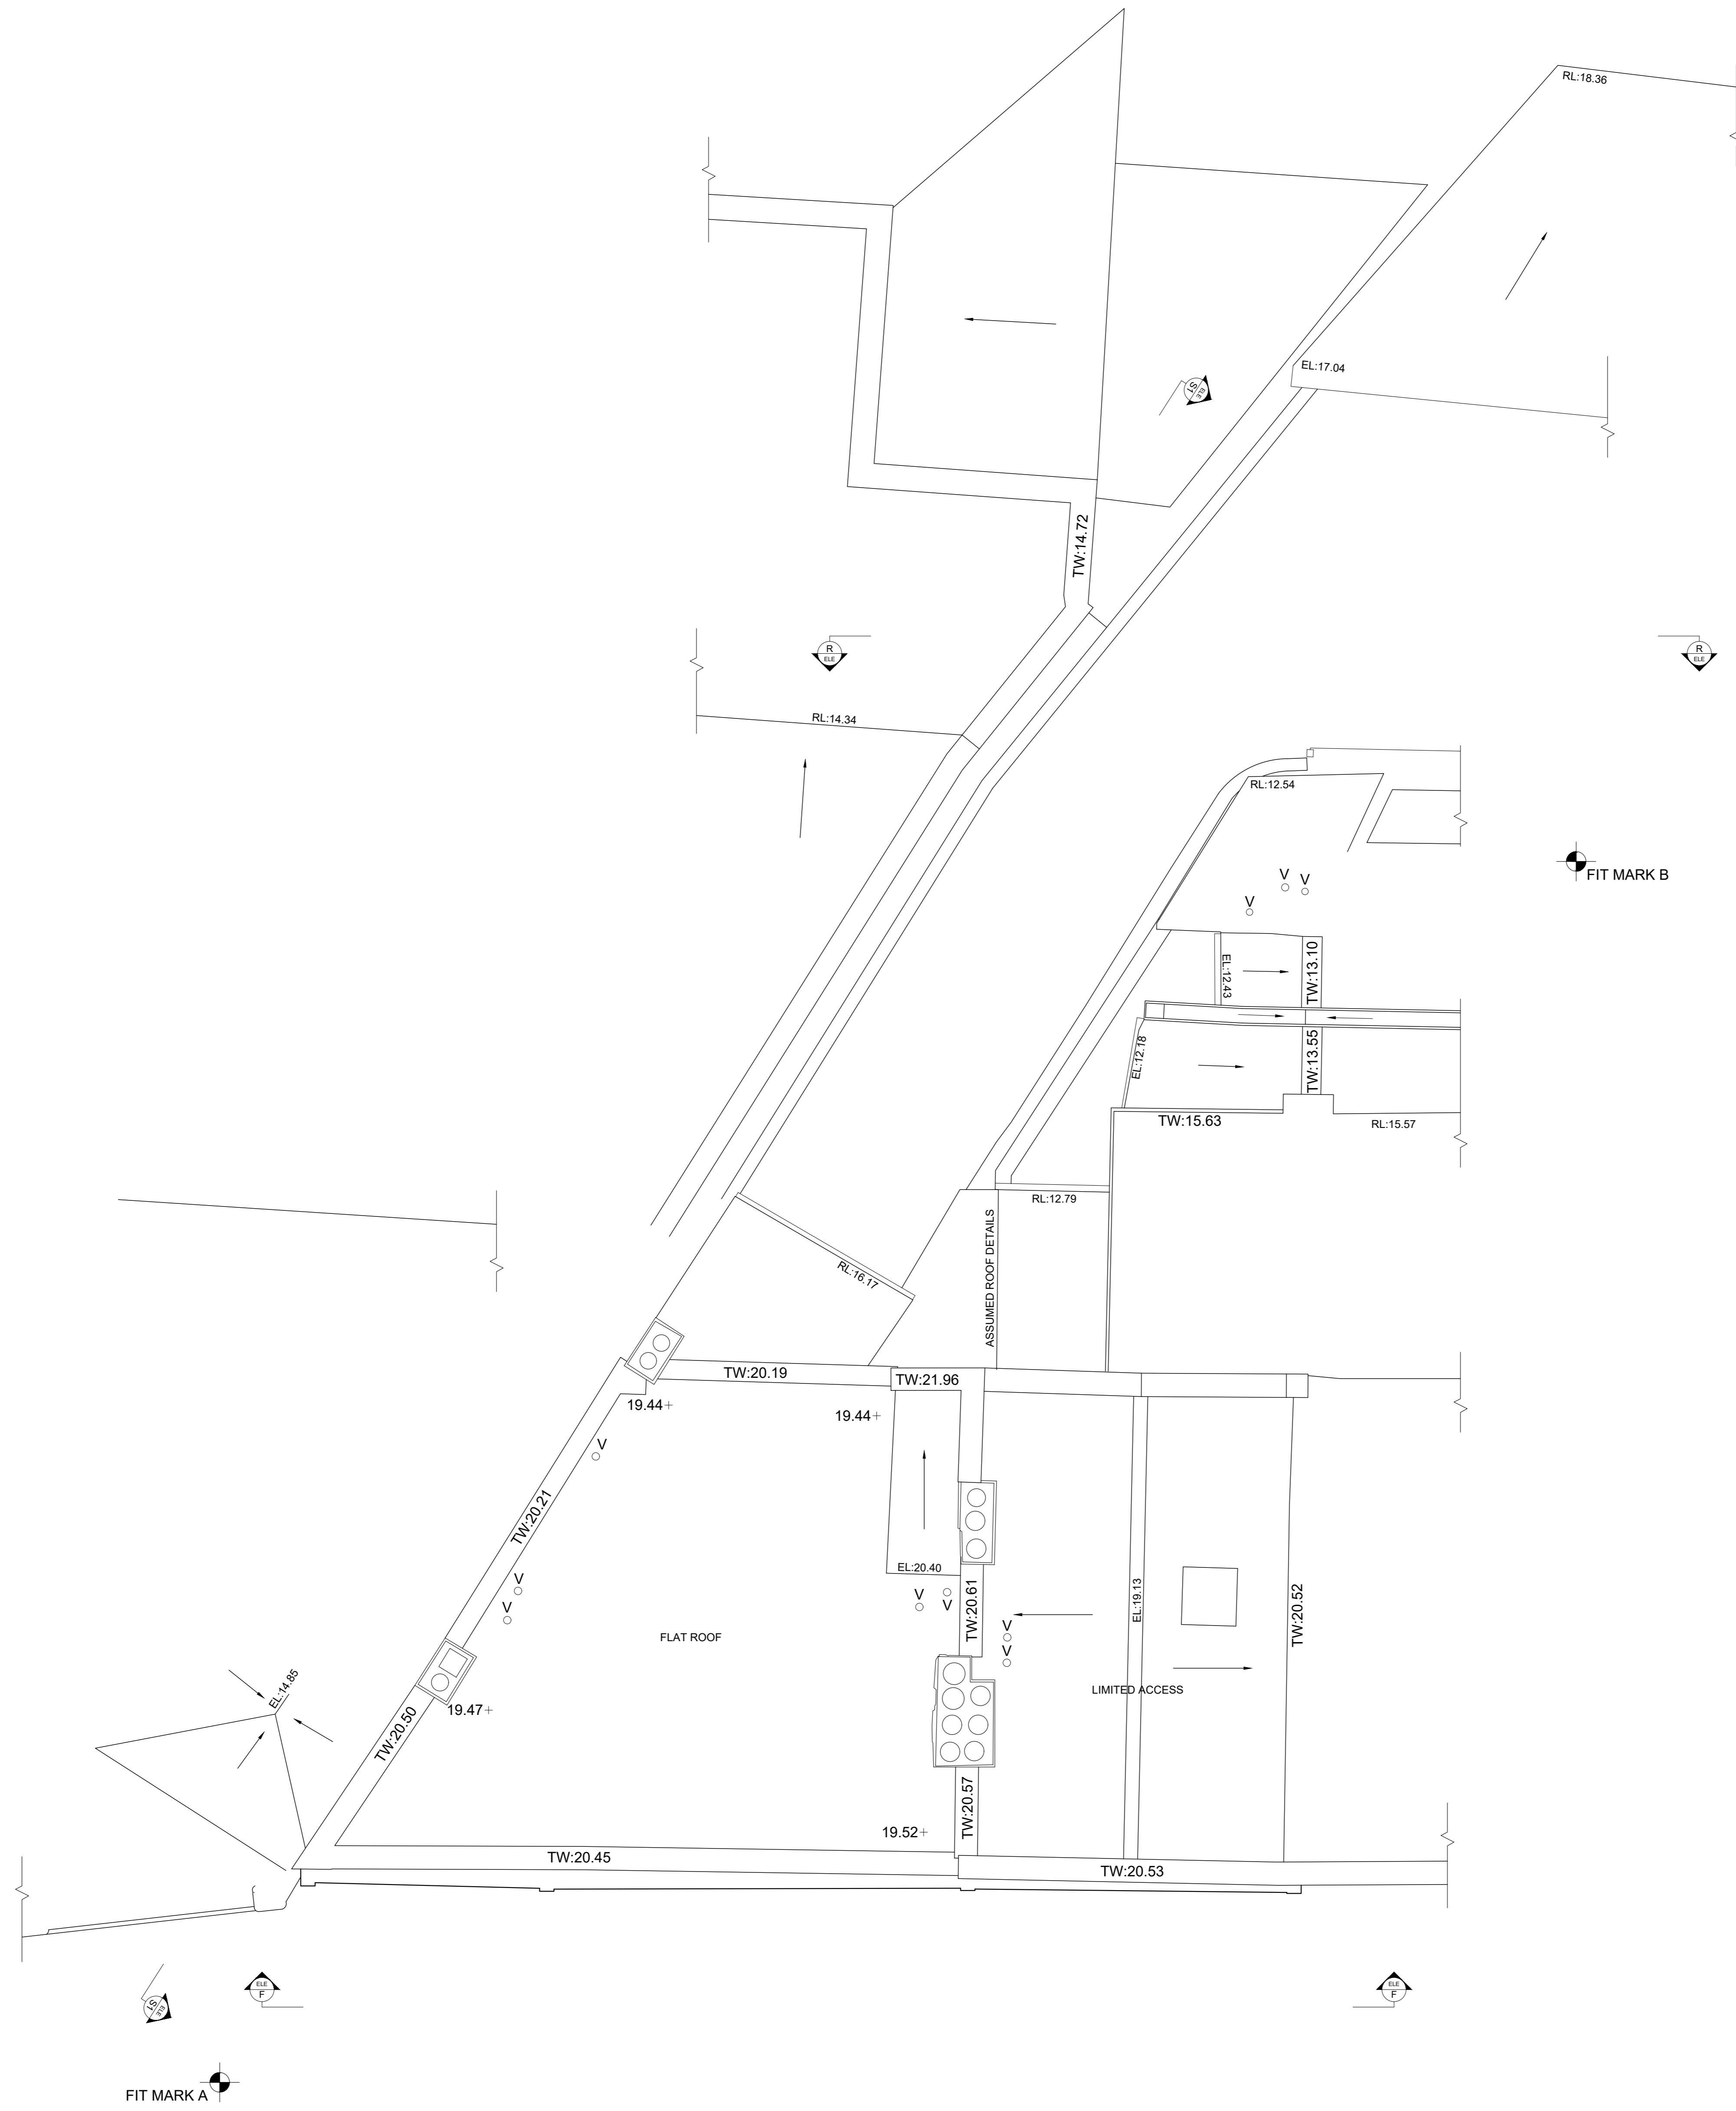 RL:18.36
EL:17.04
ELE
S1
TW:14.72
R
ELE
R
ELE
RL:14.34
RL:12.54
V
V
V
FIT MARK B
EL:12.43
TW:13.10
EL:12.18
TW:13.55
TW:15.63
RL:15.57
RL:12.79
ASSUMED ROOF DETAILS
RL:16.17
TW:20.19
TW:21.96
19.44+
19.44+
V
TW:20.21
EL:20.40
V
V
V
V
TW:20.61
EL:19.13
TW:20.52
V
V
FLAT ROOF
EL:14.85
LIMITED ACCESS
19.47+
TW:20.50
TW:20.57
19.52+
TW:20.45
TW:20.53
ELE
F
ELE
F
ELE
S1
FIT MARK A